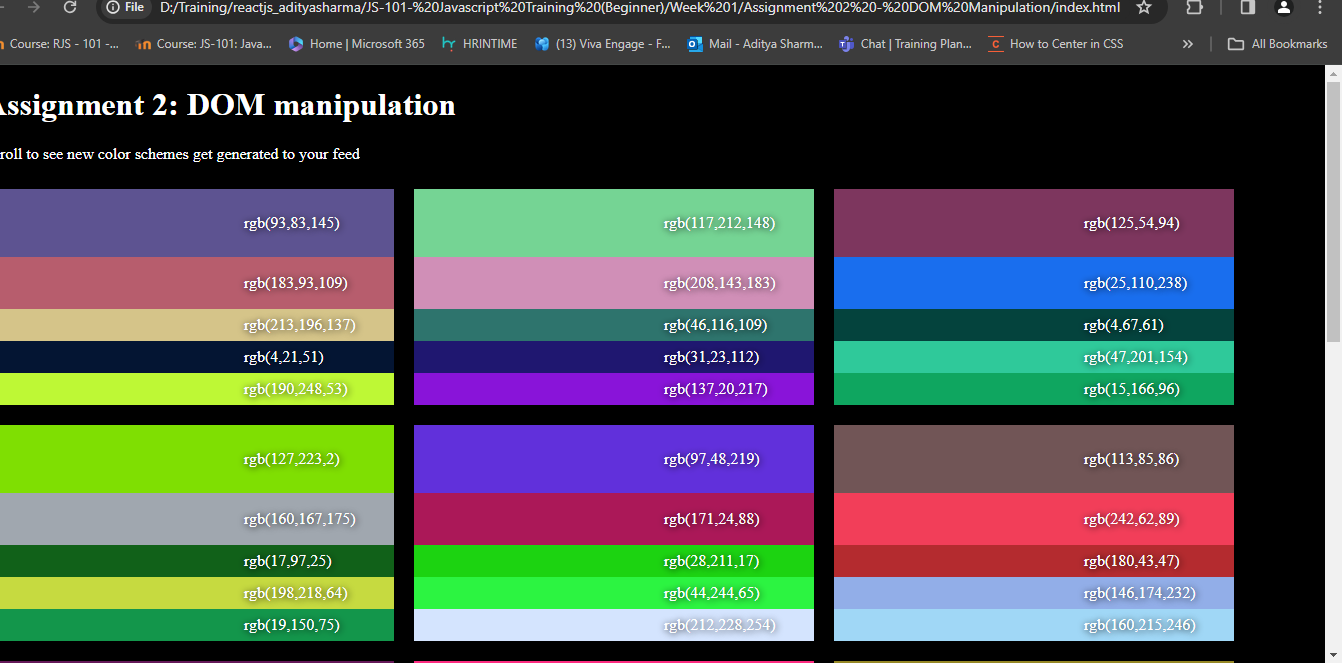 File D:/Training/reactjs_adityasharma/JS-101-%20Javascript%20Training%20(Beginner)/Week%201/Assignment%202%20-%20DOM%20Manipulation/index.html
Course: RJS - 101 -... Course: JS-101: Java... Home | Microsoft 365 HRINTIME (13) Viva Engage - F... Mail - Aditya Sharm... Chat | Training Plan... How to Center in CSS » All Bookmarks
Assignment 2: DOM manipulation
roll to see new color schemes get generated to your feed
rgb(93,83,145) rgb(117,212,148) rgb(125,54,94)
rgb(183,93,109) rgb(208,143,183) rgb(25,110,238)
rgb(213,196,137) rgb(46,116,109) rgb(4,67,61)
rgb(4,21,51) rgb(31,23,112) rgb(47,201,154)
rgb(190,248,53) rgb(137,20,217) rgb(15,166,96)
rgb(127,223,2) rgb(97,48,219) rgb(113,85,86)
rgb(160,167,175) rgb(171,24,88) rgb(242,62,89)
rgb(17,97,25) rgb(28,211,17) rgb(180,43,47)
rgb(198,218,64) rgb(44,244,65) rgb(146,174,232)
rgb(19,150,75) rgb(212,228,254) rgb(160,215,246)